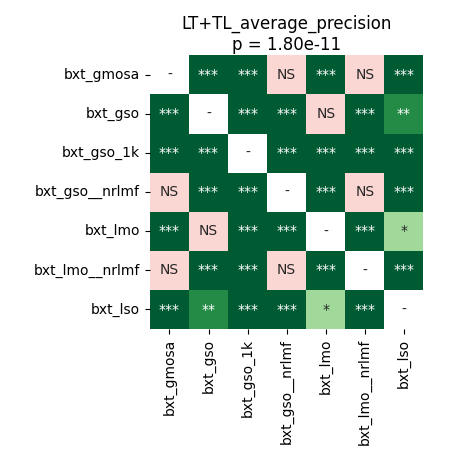 LT+TL_average_precision
p = 1.80e-11
bxt_gmosa - *** *** NS *** NS ***
bxt_gso *** - *** *** NS *** **
bxt_gso_1k *** *** - *** *** *** ***
bxt_gso__nrlmf NS *** *** - *** NS ***
bxt_lmo *** NS *** *** - *** *
bxt_lmo__nrlmf NS *** *** NS *** - ***
bxt_lso *** ** *** *** * *** -
bxt_gmosa
bxt_gso
bxt_gso_1k
bxt_gso__nrlmf
bxt_lmo
bxt_lmo__nrlmf
bxt_lso